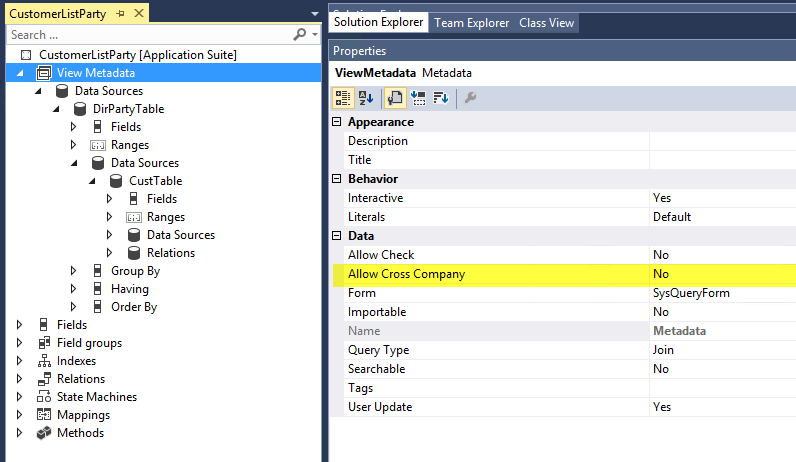 CustomerListParty
Search ...
CustomerListParty [Application Suite]
View Metadata
Data Sources
DirPartyTable
Fields
Ranges
Data Sources
CustTable
Fields
Ranges
Data Sources
Relations
Group By
Having
Order By
Fields
Field groups
Indexes
Relations
State Machines
Mappings
Methods
Solution Explorer Team Explorer Class View
Properties
ViewMetadata Metadata
Appearance
Description
Title
Behavior
Interactive Yes
Literals Default
Data
Allow Check No
Allow Cross Company No
Form SysQueryForm
Importable No
Name Metadata
Query Type Join
Searchable No
Tags
User Update Yes